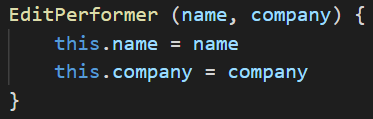 EditPerformer (name, company) {
    this.name = name
    this.company = company
}